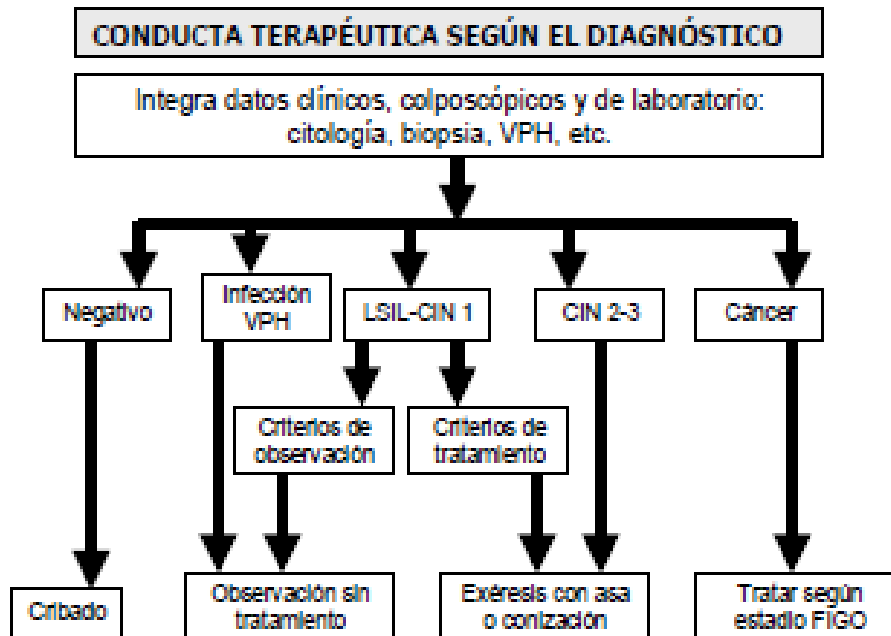 CONDUCTA TERAPÉUTICA SEGÚN EL DIAGNÓSTICO
Integra datos clínicos, colposcópicos y de laboratorio:
citología, biopsia, VPH, etc.
Negativo
Infección
VPH
LSIL-CIN 1
CIN 2-3
Cáncer
Criterios de
observación
Criterios de
tratamiento
Cribado
Observación sin
tratamiento
Exéresis con asa
o conización
Tratar según
estadio FIGO